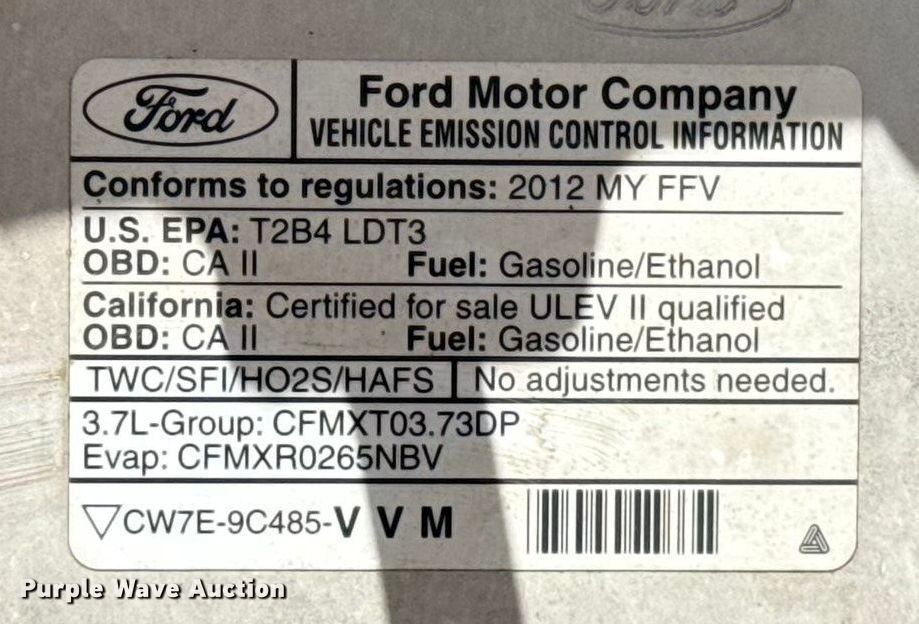 Ford
Ford
Ford Motor Company
VEHICLE EMISSION CONTROL INFORMATION
Conforms to regulations: 2012 MY FFV
U.S. EPA: T2B4 LDT3
OBD: CA II Fuel: Gasoline/Ethanol
California: Certified for sale ULEV II qualified
OBD: CA II Fuel: Gasoline/Ethanol
TWC/SFI/HO2S/HAFS No adjustments needed.
3.7L-Group: CFMXT03.73DP
Evap: CFMXR0265NBV
CW7E-9C485-V V M
Purple Wave Auction